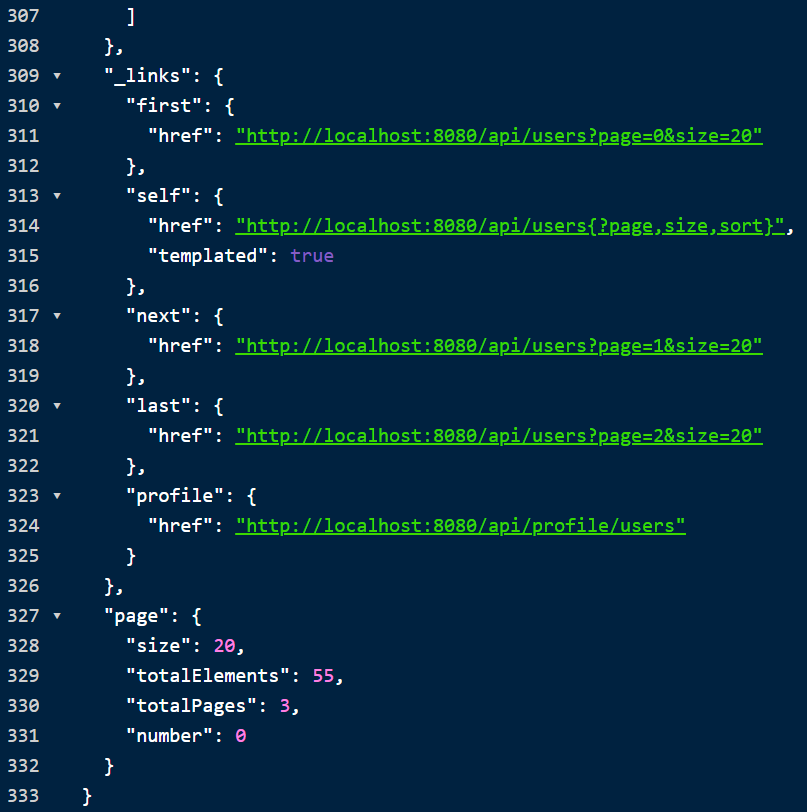 307 ]
308 },
309 ▾ "_links": {
310 ▾ "first": {
311 "href": "http://localhost:8080/api/users?page=0&size=20"
312 },
313 ▾ "self": {
314 "href": "http://localhost:8080/api/users{?page,size,sort}",
315 "templated": true
316 },
317 ▾ "next": {
318 "href": "http://localhost:8080/api/users?page=1&size=20"
319 },
320 ▾ "last": {
321 "href": "http://localhost:8080/api/users?page=2&size=20"
322 },
323 ▾ "profile": {
324 "href": "http://localhost:8080/api/profile/users"
325 }
326 },
327 ▾ "page": {
328 "size": 20,
329 "totalElements": 55,
330 "totalPages": 3,
331 "number": 0
332 }
333 }